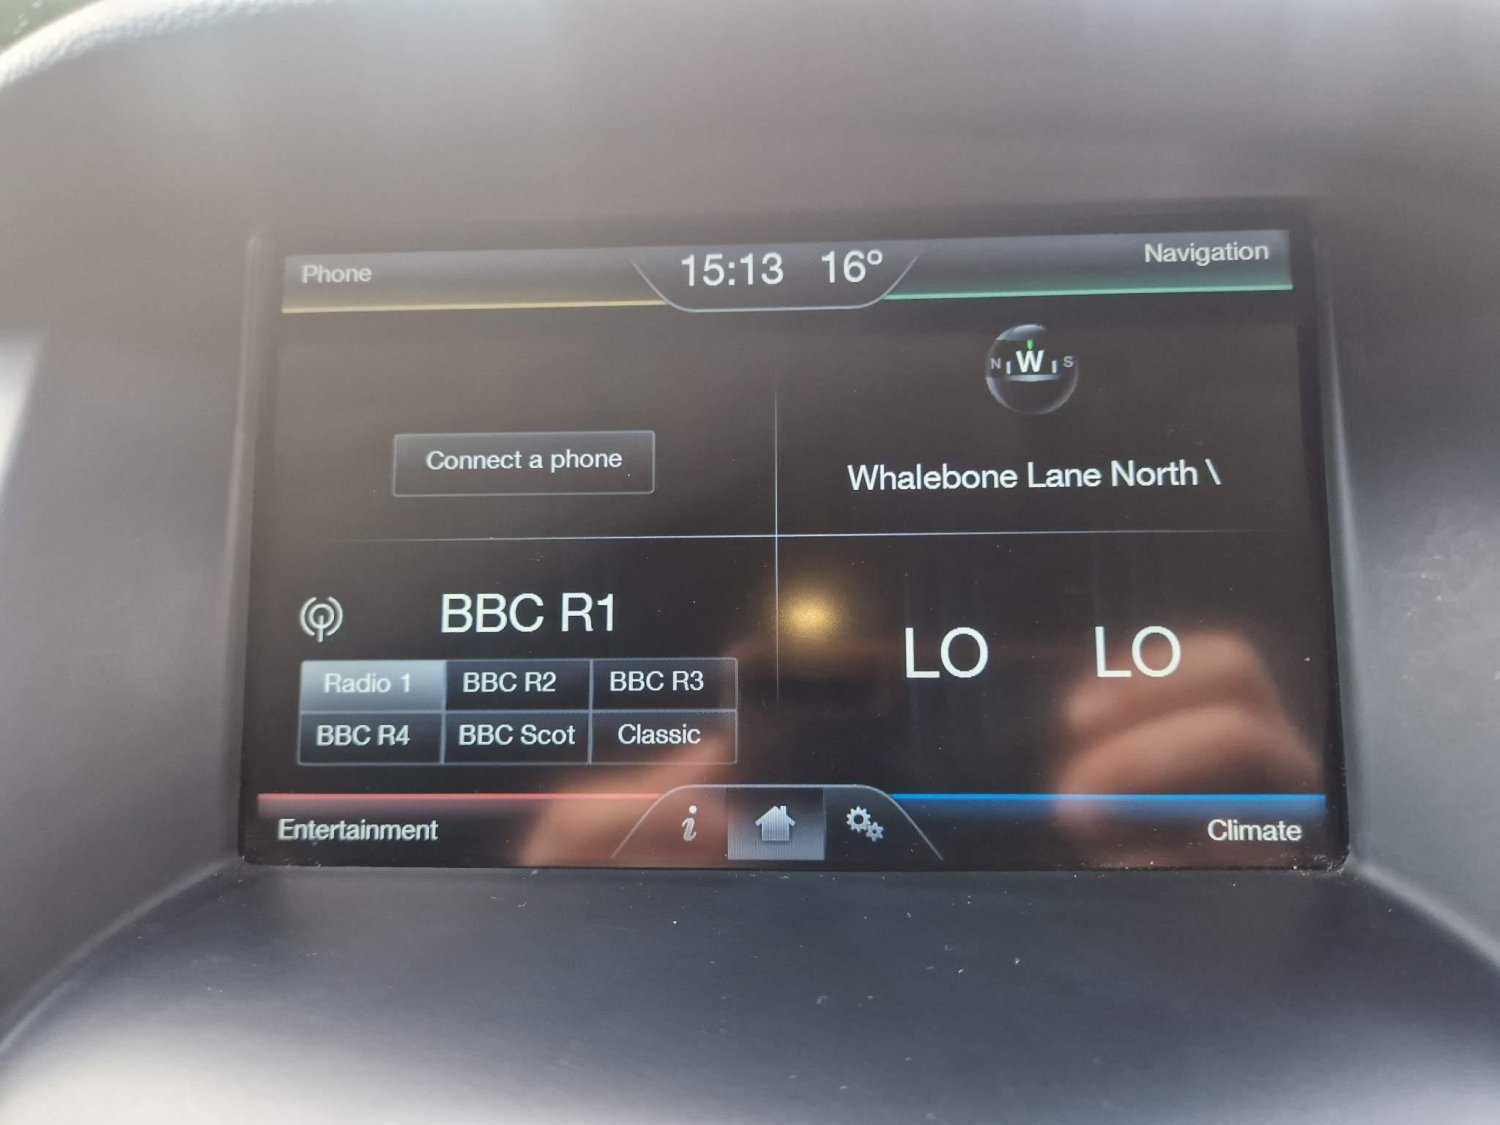 Phone
15:13 16°
Navigation
N W S
Connect a phone
Whalebone Lane North \
BBC R1
Radio 1 BBC R2 BBC R3
BBC R4 BBC Scot Classic
LO LO
Entertainment
i
Climate